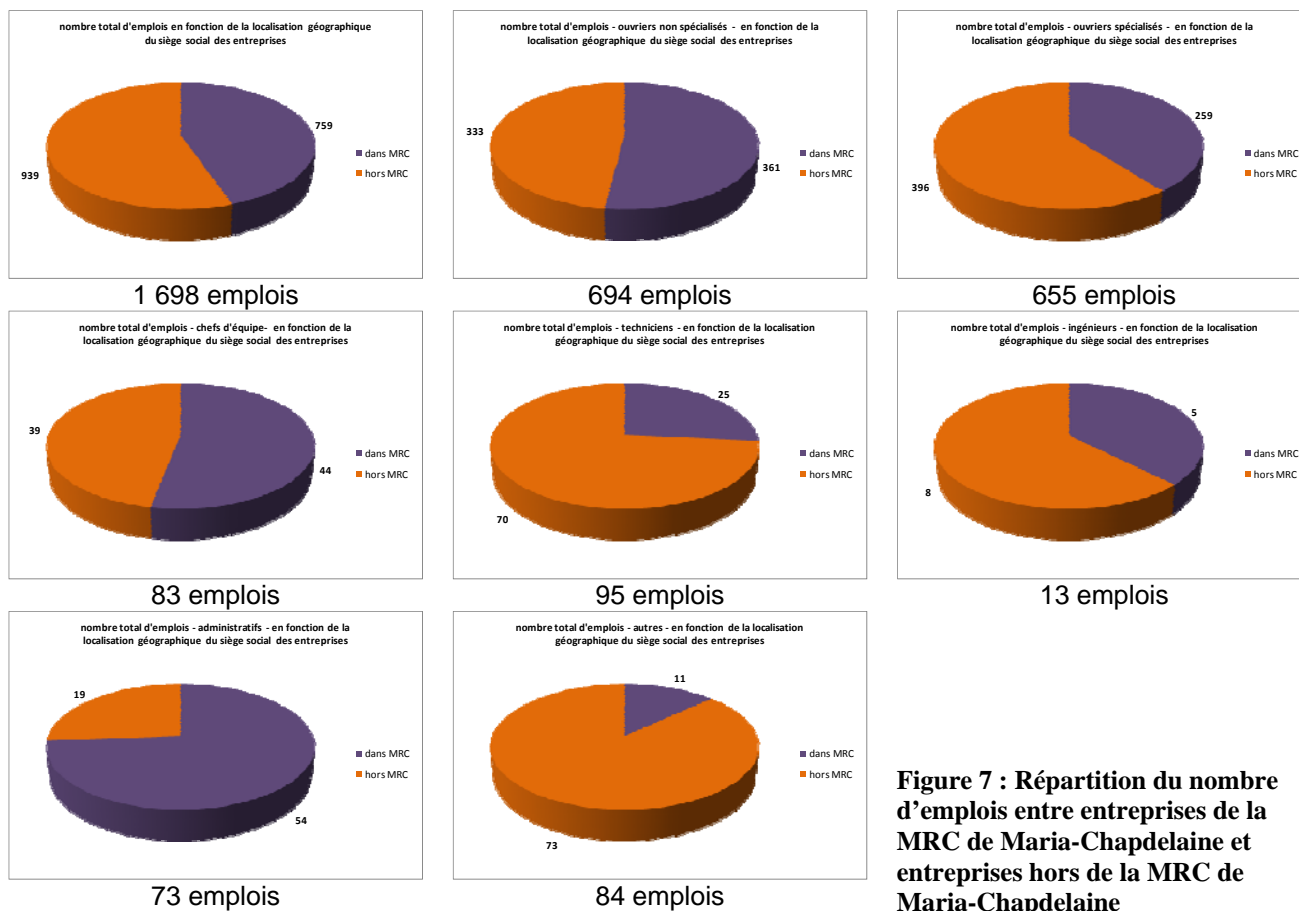 nombre total d'emplois en fonction de la localisation géographique
du siège social des entreprises
759
939
dans MRC
hors MRC
1 698 emplois
nombre total d'emplois - ouvriers non spécialisés - en fonction de la
localisation géographique du siège social des entreprises
333
361
dans MRC
hors MRC
694 emplois
nombre total d'emplois - ouvriers spécialisés - en fonction de la
localisation géographique du siège social des entreprises
259
396
dans MRC
hors MRC
655 emplois
nombre total d'emplois - chefs d'équipe- en fonction de la
localisation géographique du siège social des entreprises
39
44
dans MRC
hors MRC
83 emplois
nombre total d'emplois - techniciens - en fonction de la localisation
géographique du siège social des entreprises
25
70
dans MRC
hors MRC
95 emplois
nombre total d'emplois - ingénieurs - en fonction de la localisation
géographique du siège social des entreprises
5
8
dans MRC
hors MRC
13 emplois
nombre total d'emplois - administratifs - en fonction de la
localisation géographique du siège social des entreprises
19
54
dans MRC
hors MRC
73 emplois
nombre total d'emplois - autres - en fonction de la localisation
géographique du siège social des entreprises
11
73
dans MRC
hors MRC
84 emplois
Figure 7 : Répartition du nombre
d'emplois entre entreprises de la
MRC de Maria-Chapdelaine et
entreprises hors de la MRC de
Maria-Chapdelaine